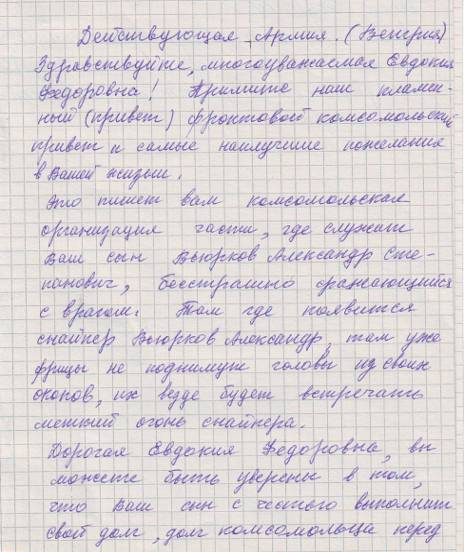 Действующая Армия. (Венгрия)
Здравствуйте, многоуважаемая Евдокия
Федоровна! Примите наш пламен-
ный (привет) фронтовой комсомольский
привет и самые наилучшие пожелания
в Вашей жизни.
Это пишет вам комсомольская
организация части, где служит
Ваш сын Вьюрков Александр Сте-
панович, бесстрашно сражающийся
с врагом. Там где появится
снайпер Вьюрков Александр, там уже
фрицы не поднимут головы из своих
окопов, их везде будет встречать
меткий огонь снайпера.
Дорогая Евдокия Федоровна, вы
можете быть уверены в том,
что Ваш сын с честью выполнит
свой долг, долг комсомольца перед